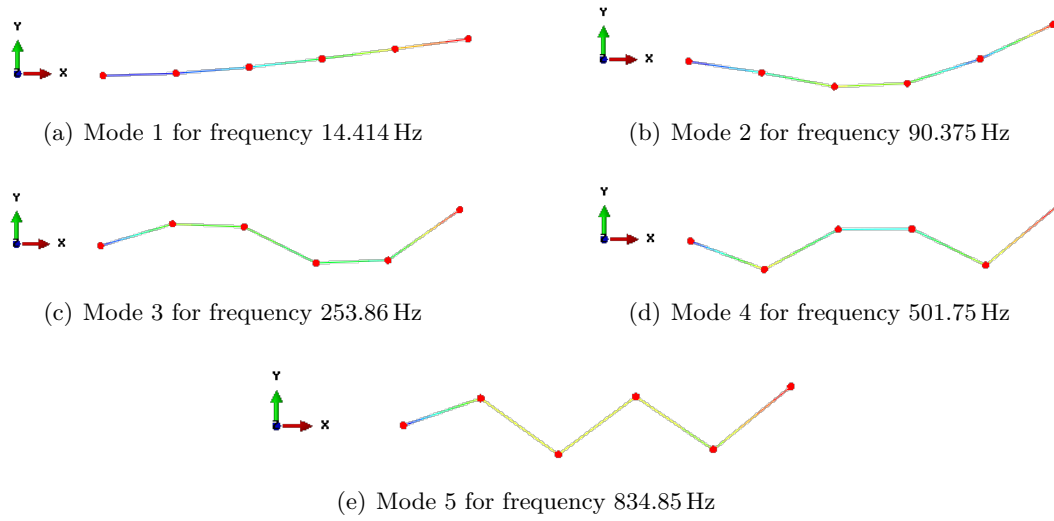 Y
X
Y
X
(a) Mode 1 for frequency 14.414 Hz
(b) Mode 2 for frequency 90.375 Hz
Y
X
Y
X
(c) Mode 3 for frequency 253.86 Hz
(d) Mode 4 for frequency 501.75 Hz
Y
X
(e) Mode 5 for frequency 834.85 Hz